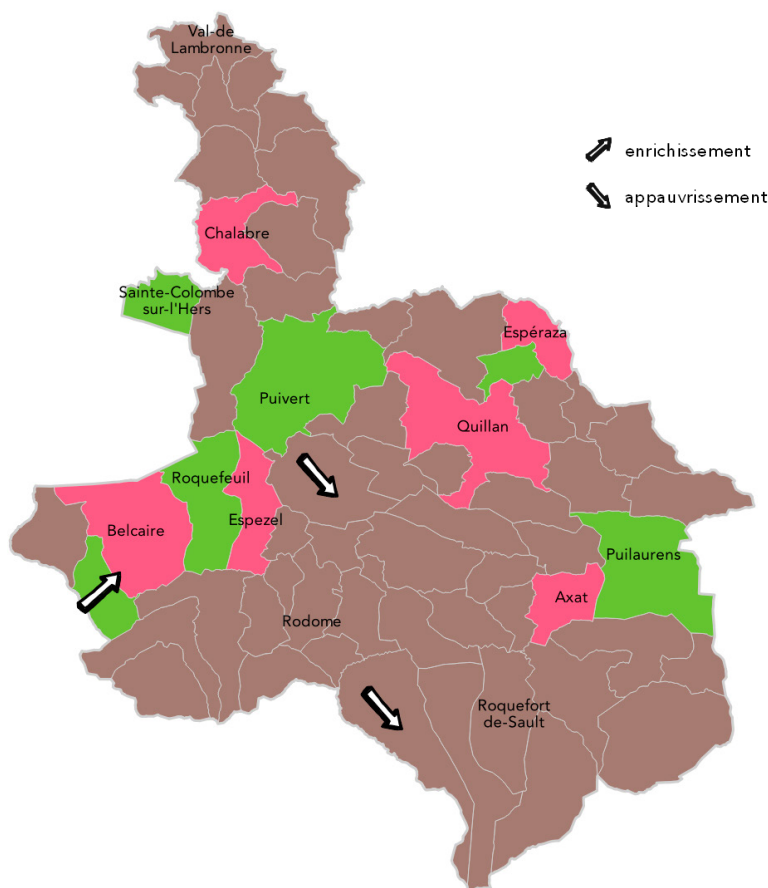 Val-de
Lambronne
enrichissement
appauvrissement
Chalabre
Sainte-Colombe
sur-l'Hers
Espéraza
Puivert
Quillan
Roquefeuil
Espezel
Belcaire
Puilaurens
Axat
Rodome
Roquefort
de-Sault